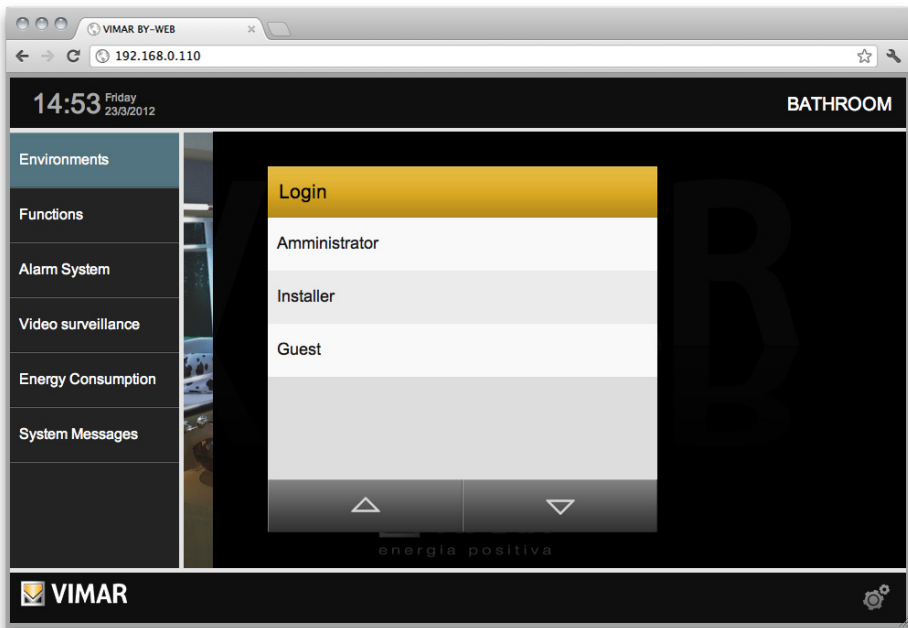 VIMAR BY-WEB
192.168.0.110
14:53 Friday
23/3/2012
BATHROOM
Environments
Functions
Alarm System
Video surveillance
Energy Consumption
System Messages
Login
Amministrator
Installer
Guest
energia positiva
VIMAR